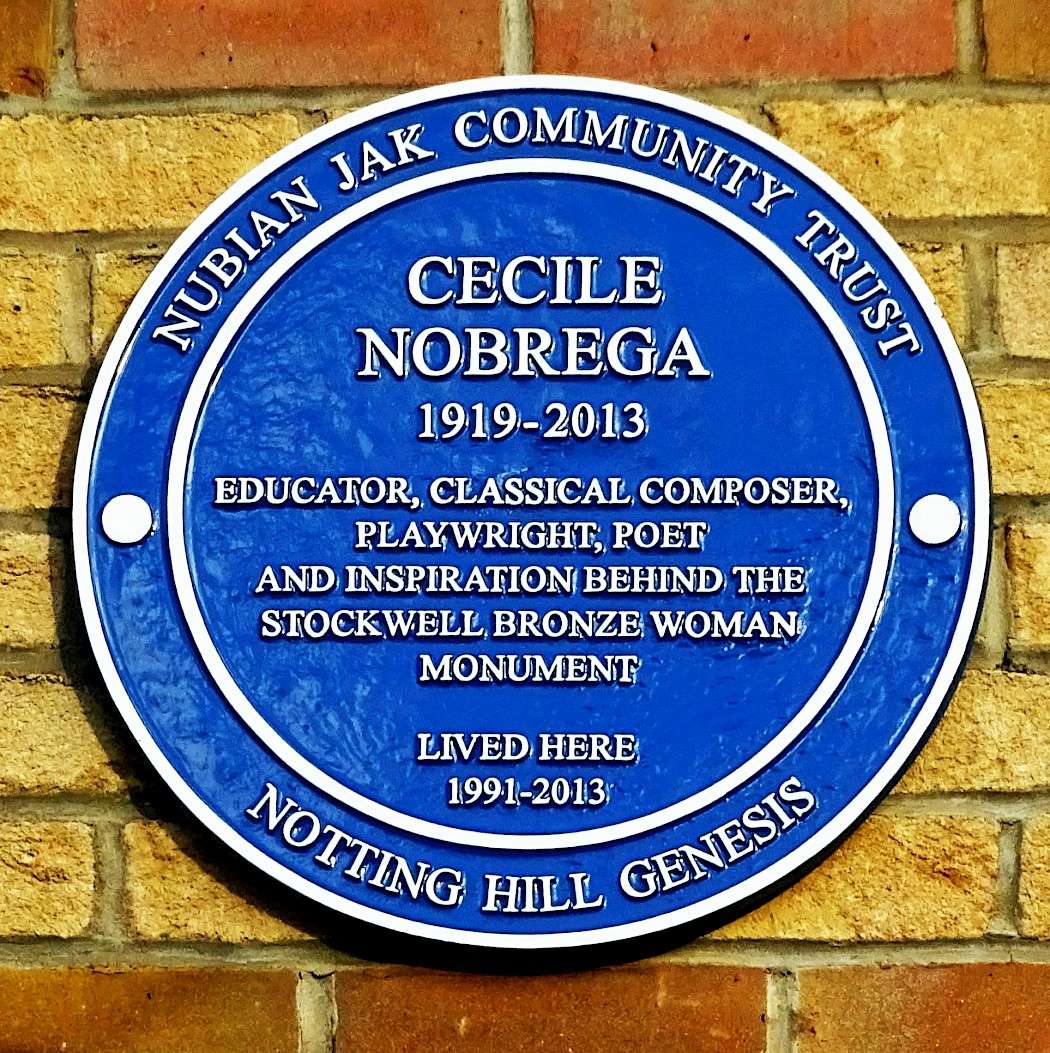 NUBIAN JAK COMMUNITY TRUST
CECILE
NOBREGA
1919-2013
EDUCATOR, CLASSICAL COMPOSER,
PLAYWRIGHT, POET
AND INSPIRATION BEHIND THE
STOCKWELL BRONZE WOMAN
MONUMENT
LIVED HERE
1991-2013
NOTTING HILL GENESIS